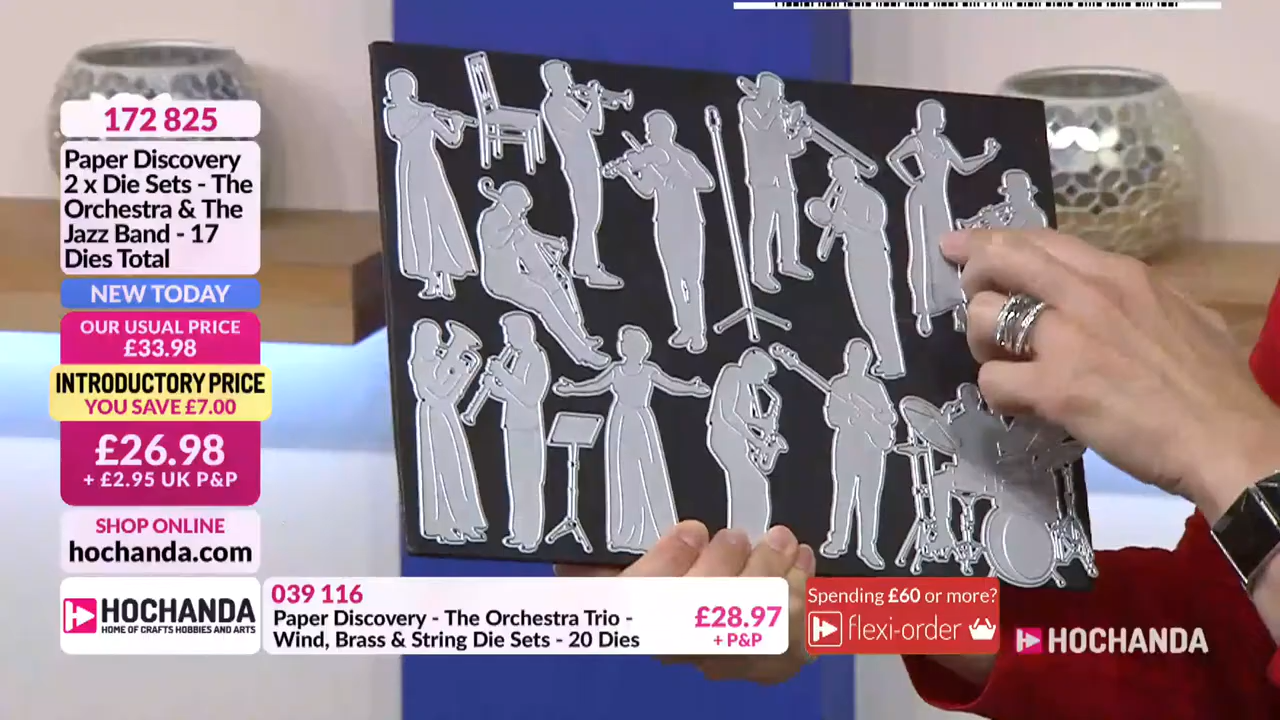 172 825
Paper Discovery
2 x Die Sets - The
Orchestra & The
Jazz Band - 17
Dies Total
NEW TODAY
OUR USUAL PRICE
£33.98
INTRODUCTORY PRICE
YOU SAVE £7.00
£26.98
+ £2.95 UK P&P
SHOP ONLINE
hochanda.com
HOCHANDA
HOME OF CRAFTS HOBBIES AND ARTS
039 116
Paper Discovery - The Orchestra Trio -
Wind, Brass & String Die Sets - 20 Dies
£28.97
+ P&P
Spending £60 or more?
flexi-order
HOCHANDA